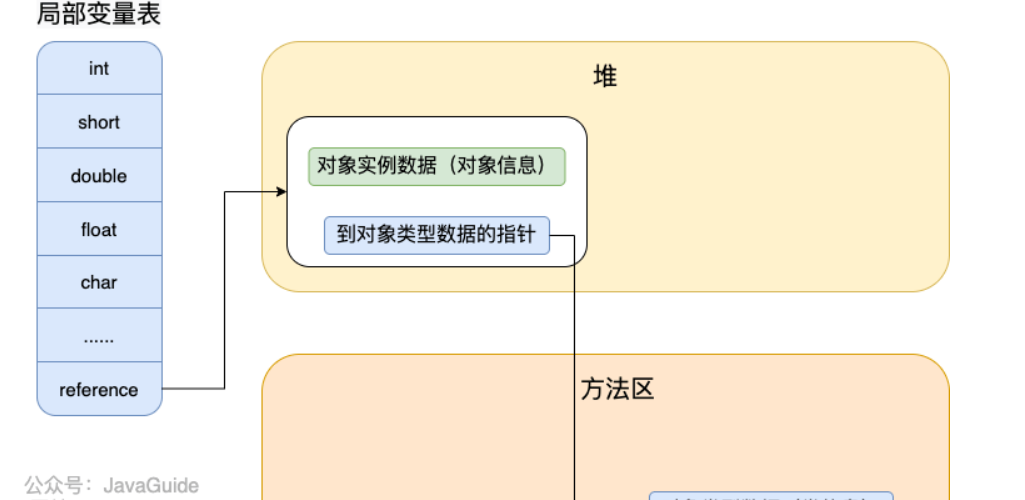 局部变量表
int
short
double
float
char
......
reference
堆
对象实例数据（对象信息）
到对象类型数据的指针
方法区
公众号：JavaGuide